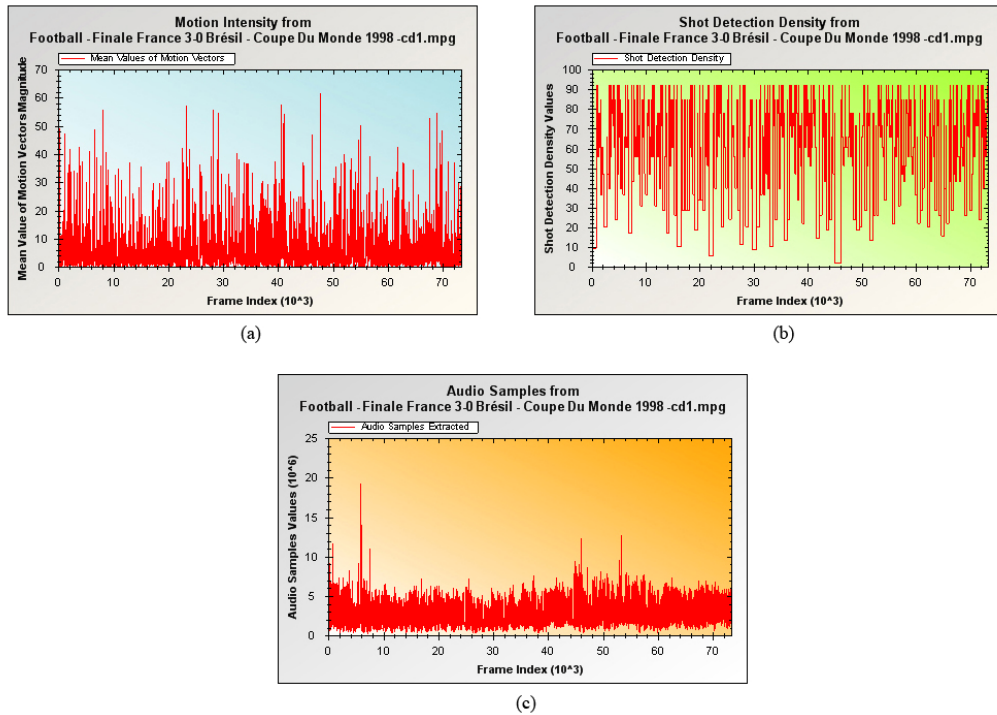 Motion Intensity from
Football - Finale France 3-0 Brésil - Coupe Du Monde 1998 -cd1.mpg
Mean Values of Motion Vectors
Mean Value of Motion Vectors Magnitude
70
60
50
40
30
20
10
0
0 10 20 30 40 50 60 70
Frame Index (10^3)
(a)
Shot Detection Density from
Football - Finale France 3-0 Brésil - Coupe Du Monde 1998 -cd1.mpg
Shot Detection Density
Shot Detection Density Values
100
90
80
70
60
50
40
30
20
10
0
0 10 20 30 40 50 60 70
Frame Index (10^3)
(b)
Audio Samples from
Football - Finale France 3-0 Brésil - Coupe Du Monde 1998 -cd1.mpg
Audio Samples Extracted
Audio Samples Values (10^6)
25
20
15
10
5
0
0 10 20 30 40 50 60 70
Frame Index (10^3)
(c)